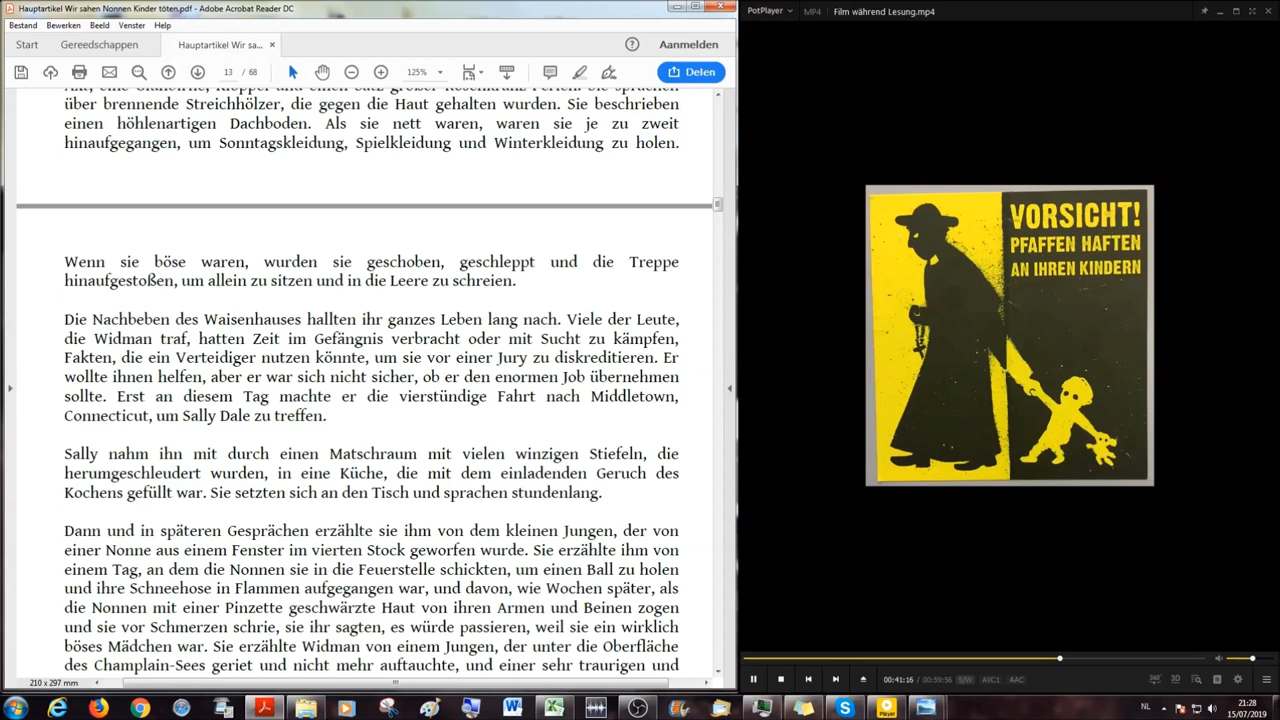 Hauptartikel Wir sahen Nonnen Kinder töten.pdf - Adobe Acrobat Reader DC
Bestand Bewerken Beeld Venster Help
Start Gereedschappen Hauptartikel Wir sa... × Aanmelden
13 / 68 125% Delen
über brennende Streichhölzer, die gegen die Haut gehalten wurden. Sie beschrieben
einen höhlenartigen Dachboden. Als sie nett waren, waren sie je zu zweit
hinaufgegangen, um Sonntagskleidung, Spielkleidung und Winterkleidung zu holen.
Wenn sie böse waren, wurden sie geschoben, geschleppt und die Treppe
hinaufgestoßen, um allein zu sitzen und in die Leere zu schreien.
Die Nachbeben des Waisenhauses hallten ihr ganzes Leben lang nach. Viele der Leute,
die Widman traf, hatten Zeit im Gefängnis verbracht oder mit Sucht zu kämpfen,
Fakten, die ein Verteidiger nutzen könnte, um sie vor einer Jury zu diskreditieren. Er
wollte ihnen helfen, aber er war sich nicht sicher, ob er den enormen Job übernehmen
sollte. Erst an diesem Tag machte er die vierstündige Fahrt nach Middletown,
Connecticut, um Sally Dale zu treffen.
Sally nahm ihn mit durch einen Matschraum mit vielen winzigen Stiefeln, die
herumgeschleudert wurden, in eine Küche, die mit dem einladenden Geruch des
Kochens gefüllt war. Sie setzten sich an den Tisch und sprachen stundenlang.
Dann und in späteren Gesprächen erzählte sie ihm von dem kleinen Jungen, der von
einer Nonne aus einem Fenster im vierten Stock geworfen wurde. Sie erzählte ihm von
einem Tag, an dem die Nonnen sie in die Feuerstelle schickten, um einen Ball zu holen
und ihre Schneehose in Flammen aufgegangen war, und davon, wie Wochen später, als
die Nonnen mit einer Pinzette geschwärzte Haut von ihren Armen und Beinen zogen
und sie vor Schmerzen schrie, sie ihr sagten, es würde passieren, weil sie ein wirklich
böses Mädchen war. Sie erzählte Widman von einem Jungen, der unter die Oberfläche
des Champlain-Sees geriet und nicht mehr auftauchte, und einer sehr traurigen und
210 x 297 mm
PotPlayer MP4 Film während Lesung.mp4
VORSICHT!
PFAFFEN HAFTEN
AN IHREN KINDERN
00:41:16 / 00:59:56 S/W AVC1 AAC
360° 3D
NL 21:28
15/07/2019